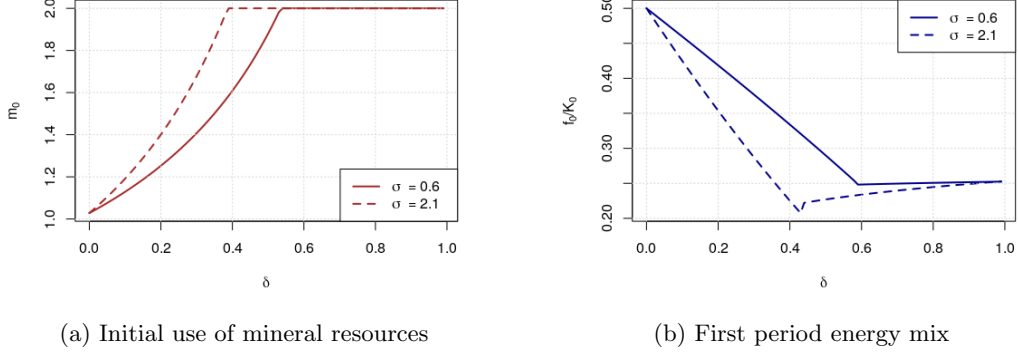 2.0
1.8
1.6
1.4
1.2
1.0
m₀
σ = 0.6
σ = 2.1
0.0 0.2 0.4 0.6 0.8 1.0
δ
(a) Initial use of mineral resources
0.50
0.40
0.30
0.20
f₀/K₀
σ = 0.6
σ = 2.1
0.0 0.2 0.4 0.6 0.8 1.0
δ
(b) First period energy mix